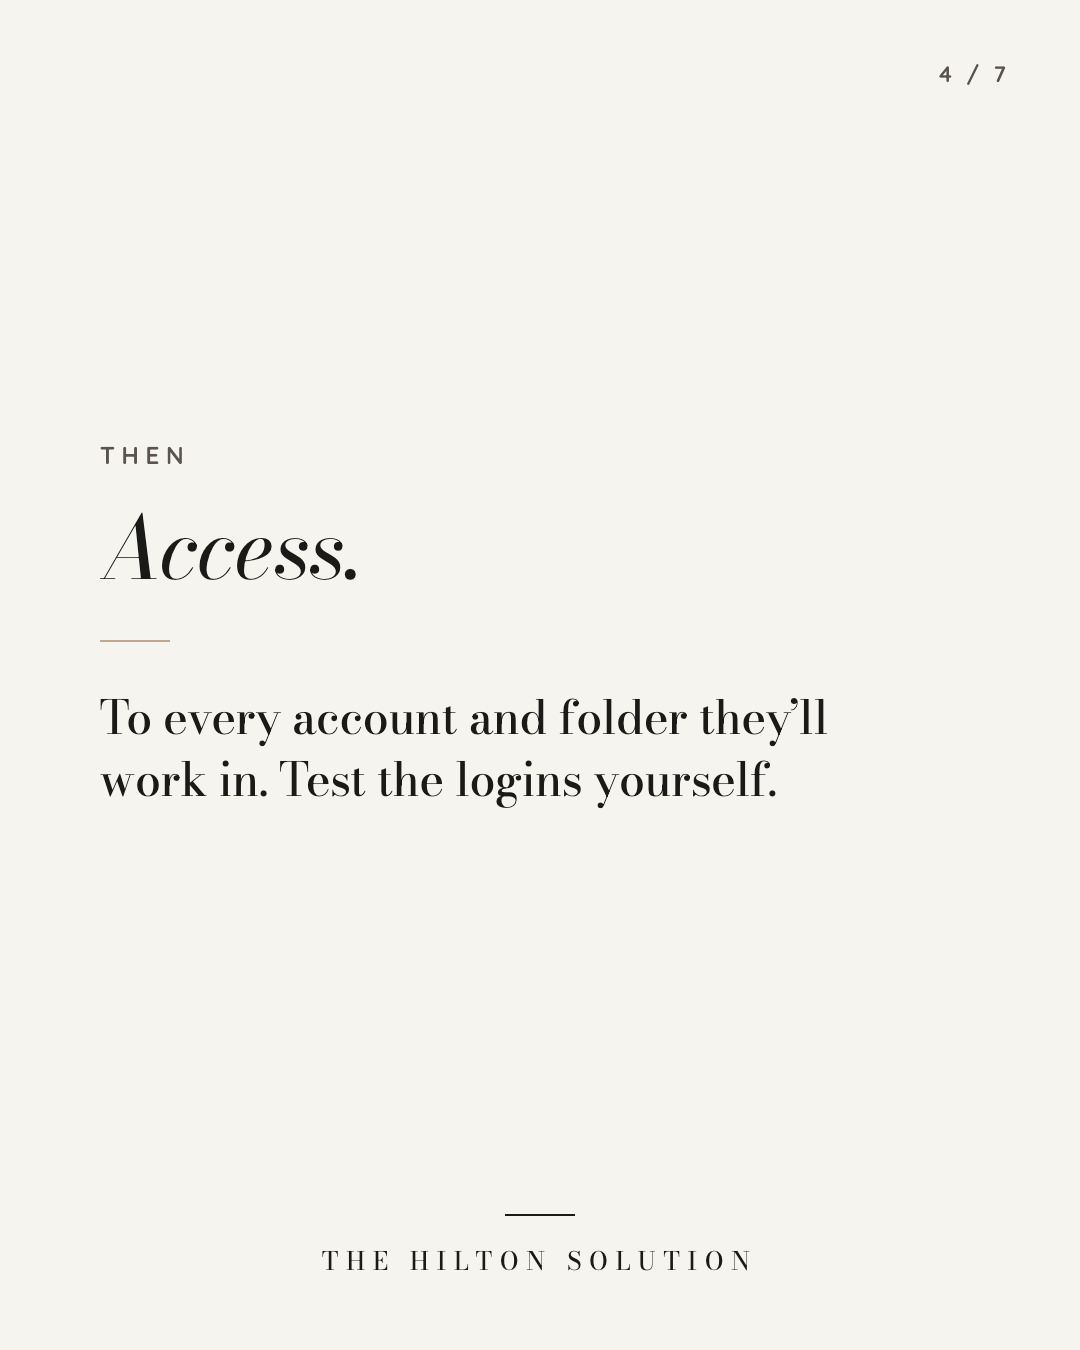 4 / 7
THEN
Access.
To every account and folder they’ll
work in. Test the logins yourself.
THE HILTON SOLUTION